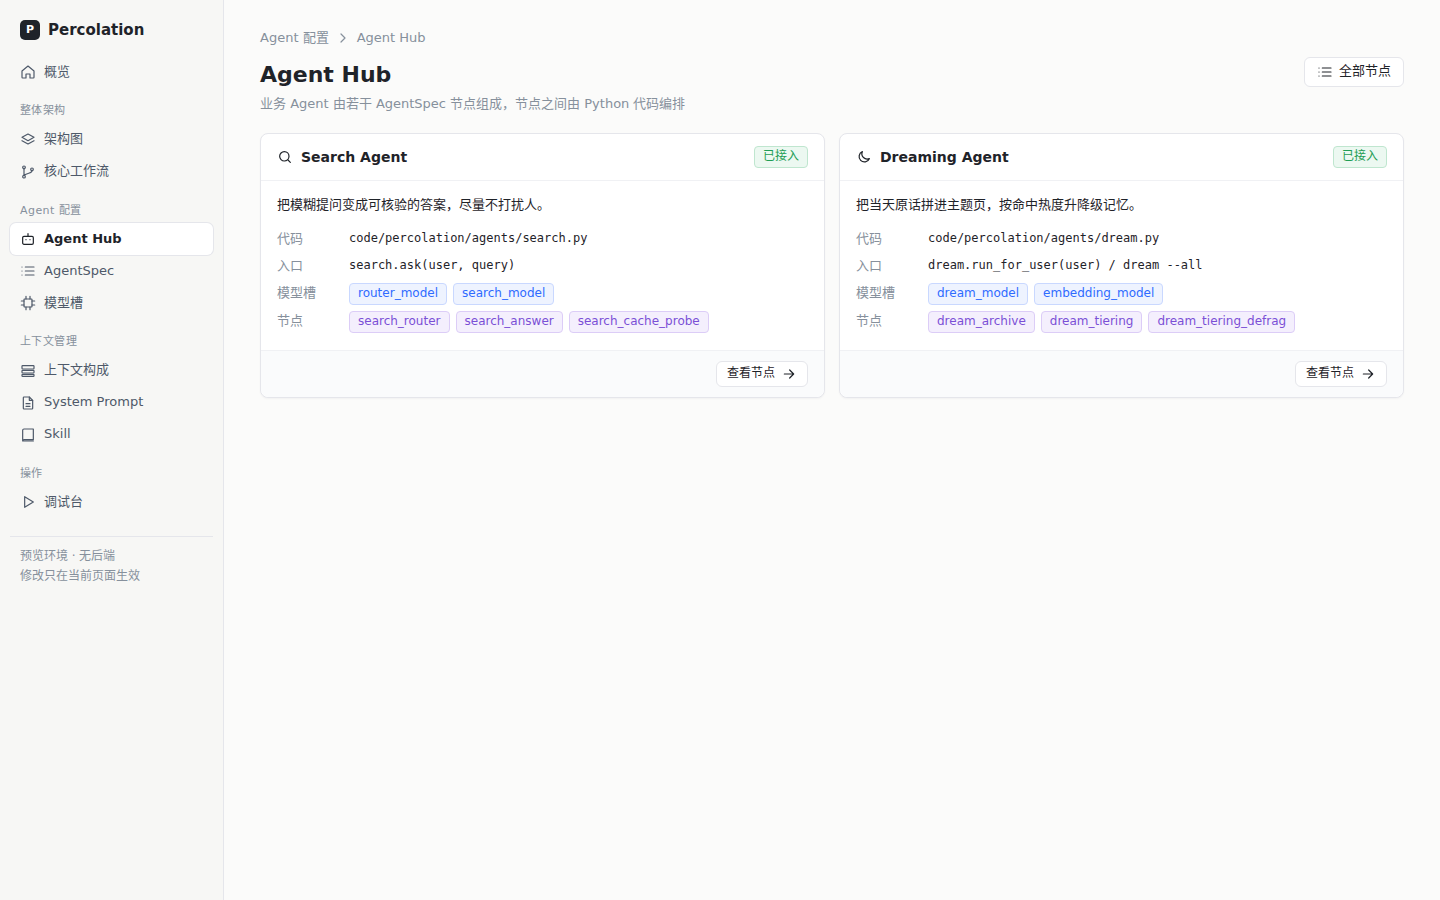 P Percolation
概览
整体架构
架构图
核心工作流
Agent 配置
Agent Hub
AgentSpec
模型槽
上下文管理
上下文构成
System Prompt
Skill
操作
调试台
预览环境 · 无后端
修改只在当前页面生效
Agent 配置 > Agent Hub
Agent Hub
业务 Agent 由若干 AgentSpec 节点组成，节点之间由 Python 代码编排
全部节点
Search Agent 已接入
把模糊提问变成可核验的答案，尽量不打扰人。
代码 code/percolation/agents/search.py
入口 search.ask(user, query)
模型槽 router_model search_model
节点 search_router search_answer search_cache_probe
查看节点 →
Dreaming Agent 已接入
把当天原话拼进主题页，按命中热度升降级记忆。
代码 code/percolation/agents/dream.py
入口 dream.run_for_user(user) / dream --all
模型槽 dream_model embedding_model
节点 dream_archive dream_tiering dream_tiering_defrag
查看节点 →